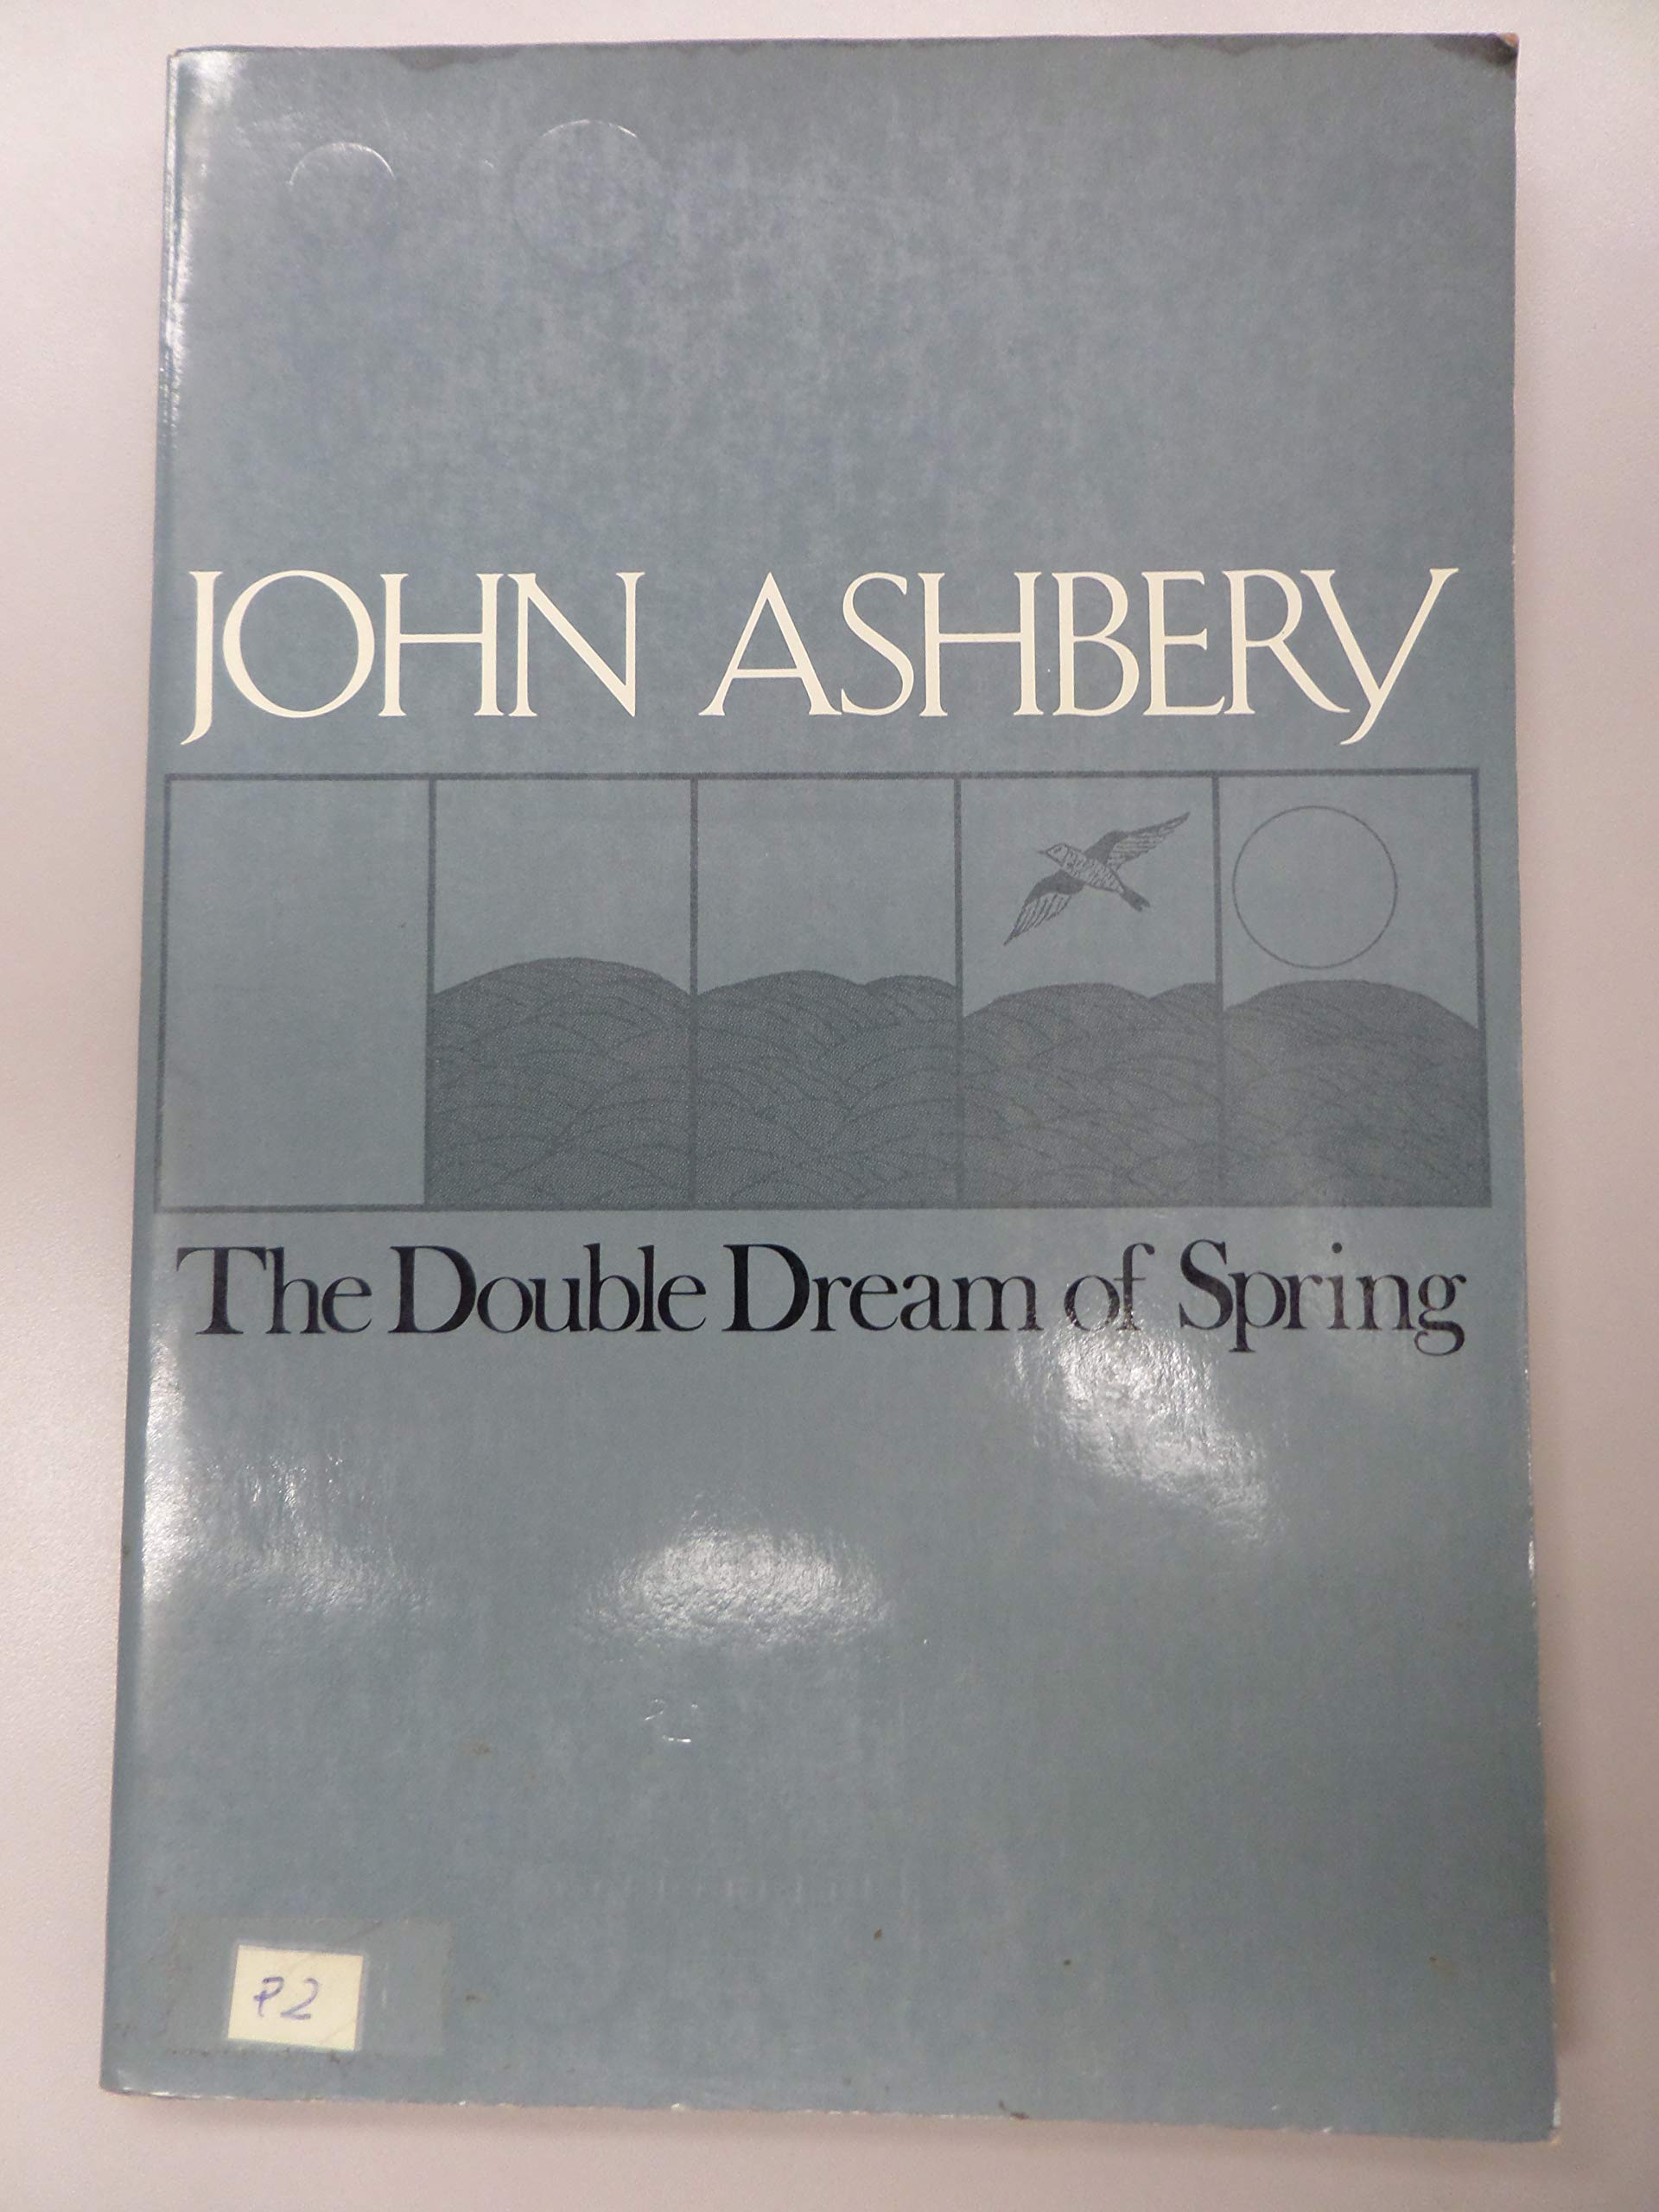 JOHN ASHBERY
The Double Dream of Spring
P2